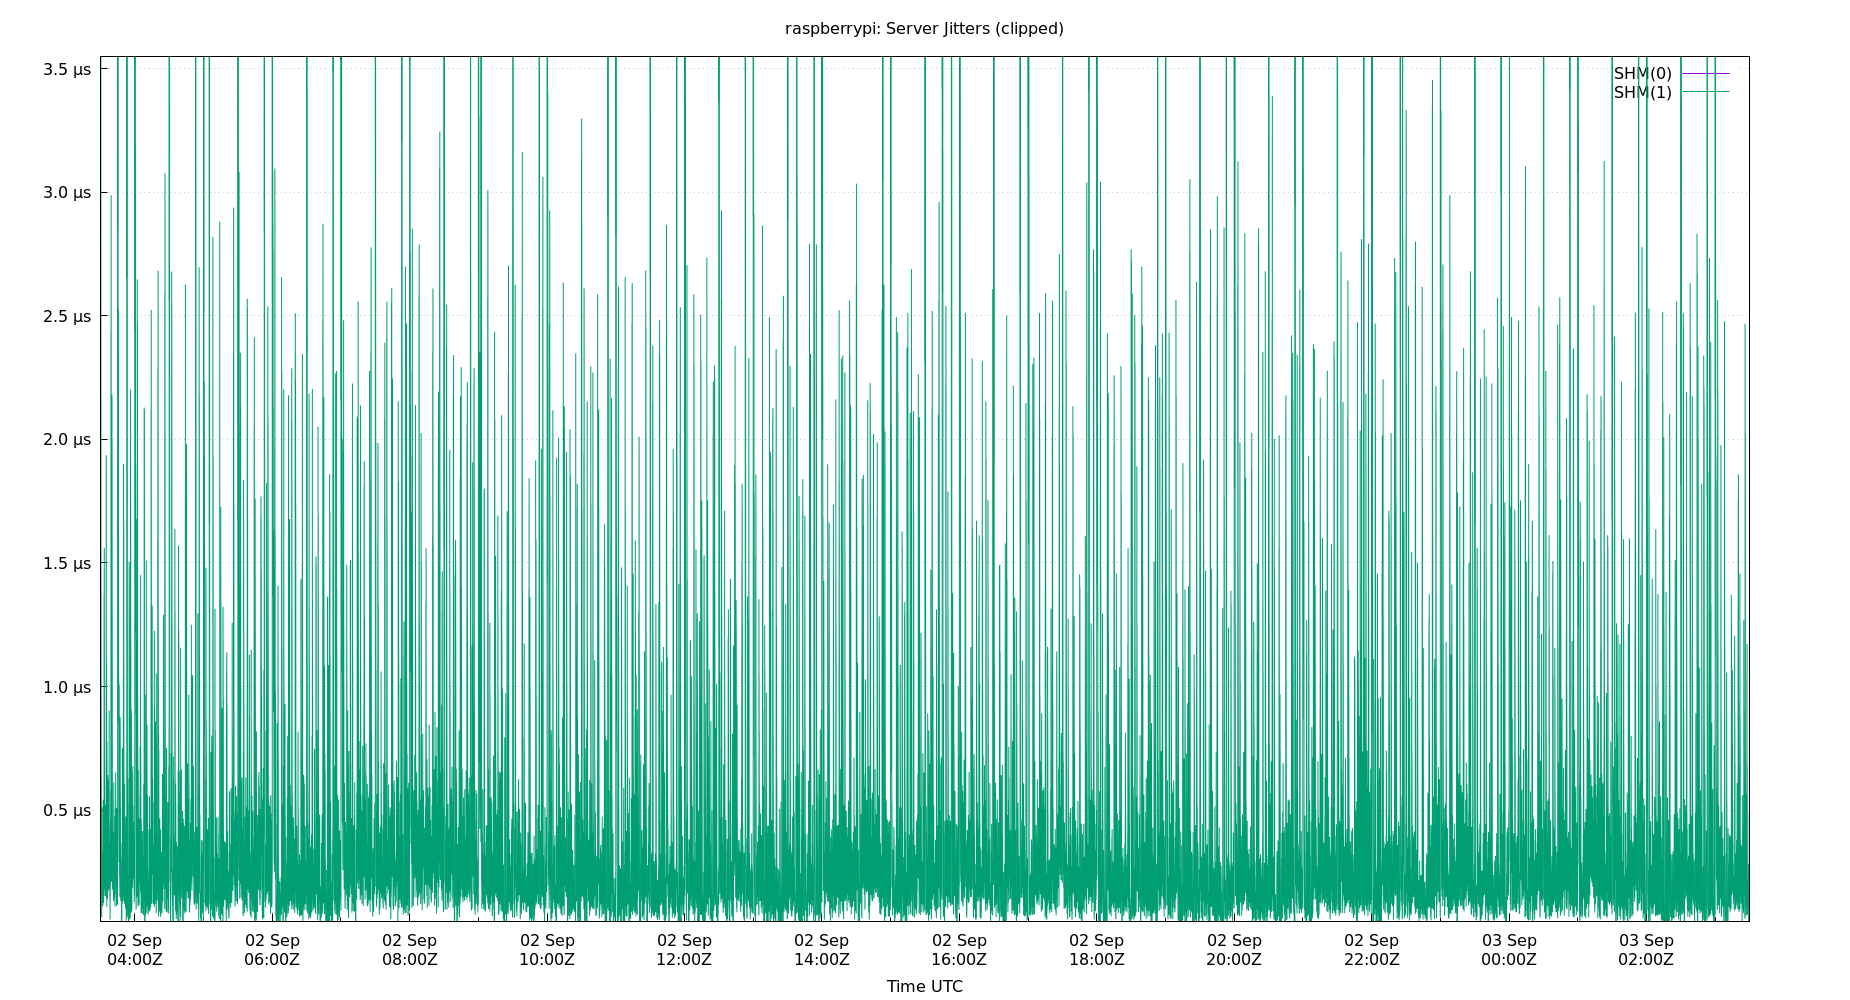 raspberrypi: Server Jitters (clipped)
3.5 µs
3.0 µs
2.5 µs
2.0 µs
1.5 µs
1.0 µs
0.5 µs
SHM(0)
SHM(1)
02 Sep 02 Sep 02 Sep 02 Sep 02 Sep 02 Sep 02 Sep 02 Sep 02 Sep 02 Sep 03 Sep 03 Sep
04:00Z 06:00Z 08:00Z 10:00Z 12:00Z 14:00Z 16:00Z 18:00Z 20:00Z 22:00Z 00:00Z 02:00Z
Time UTC